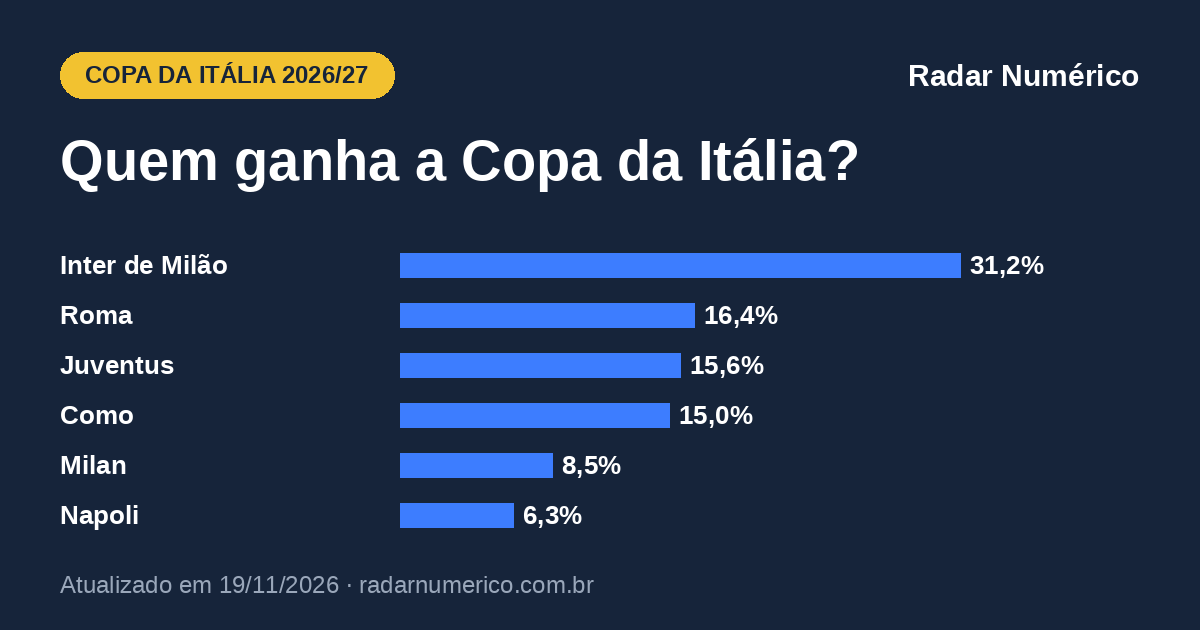 COPA DA ITÁLIA 2026/27
Radar Numérico
Quem ganha a Copa da Itália?
Inter de Milão 31,2%
Roma 16,4%
Juventus 15,6%
Como 15,0%
Milan 8,5%
Napoli 6,3%
Atualizado em 19/11/2026 · radarnumerico.com.br